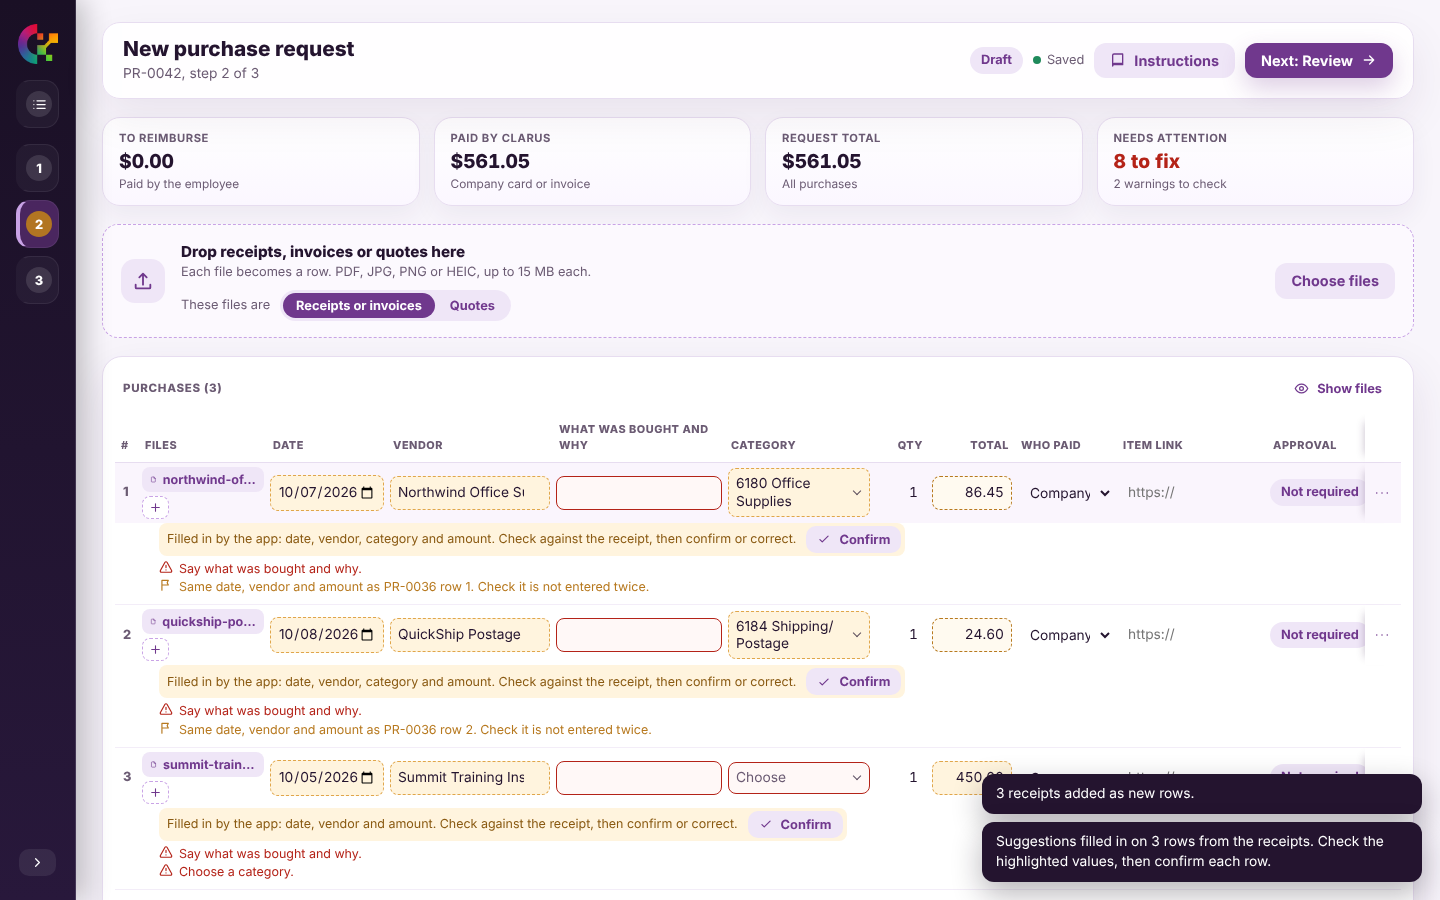 New purchase request
PR-0042, step 2 of 3
Draft
Saved
Instructions
Next: Review
1
2
3
TO REIMBURSE
$0.00
Paid by the employee
PAID BY CLARUS
$561.05
Company card or invoice
REQUEST TOTAL
$561.05
All purchases
NEEDS ATTENTION
8 to fix
2 warnings to check
Drop receipts, invoices or quotes here
Each file becomes a row. PDF, JPG, PNG or HEIC, up to 15 MB each.
These files are
Receipts or invoices
Quotes
Choose files
PURCHASES (3)
Show files
# FILES DATE VENDOR WHAT WAS BOUGHT AND WHY CATEGORY QTY TOTAL WHO PAID ITEM LINK APPROVAL
1 northwind-of... 10/07/2026 Northwind Office Su 6180 Office Supplies 1 86.45 Company https:// Not required ...
+
Filled in by the app: date, vendor, category and amount. Check against the receipt, then confirm or correct. Confirm
Say what was bought and why.
Same date, vendor and amount as PR-0036 row 1. Check it is not entered twice.
2 quickship-po... 10/08/2026 QuickShip Postage 6184 Shipping/ Postage 1 24.60 Company https:// Not required ...
+
Filled in by the app: date, vendor, category and amount. Check against the receipt, then confirm or correct. Confirm
Say what was bought and why.
Same date, vendor and amount as PR-0036 row 2. Check it is not entered twice.
3 summit-train... 10/05/2026 Summit Training Ins Choose 1 450.
+
Filled in by the app: date, vendor and amount. Check against the receipt, then confirm or correct. Confirm
Say what was bought and why.
Choose a category.
3 receipts added as new rows.
Suggestions filled in on 3 rows from the receipts. Check the
highlighted values, then confirm each row.